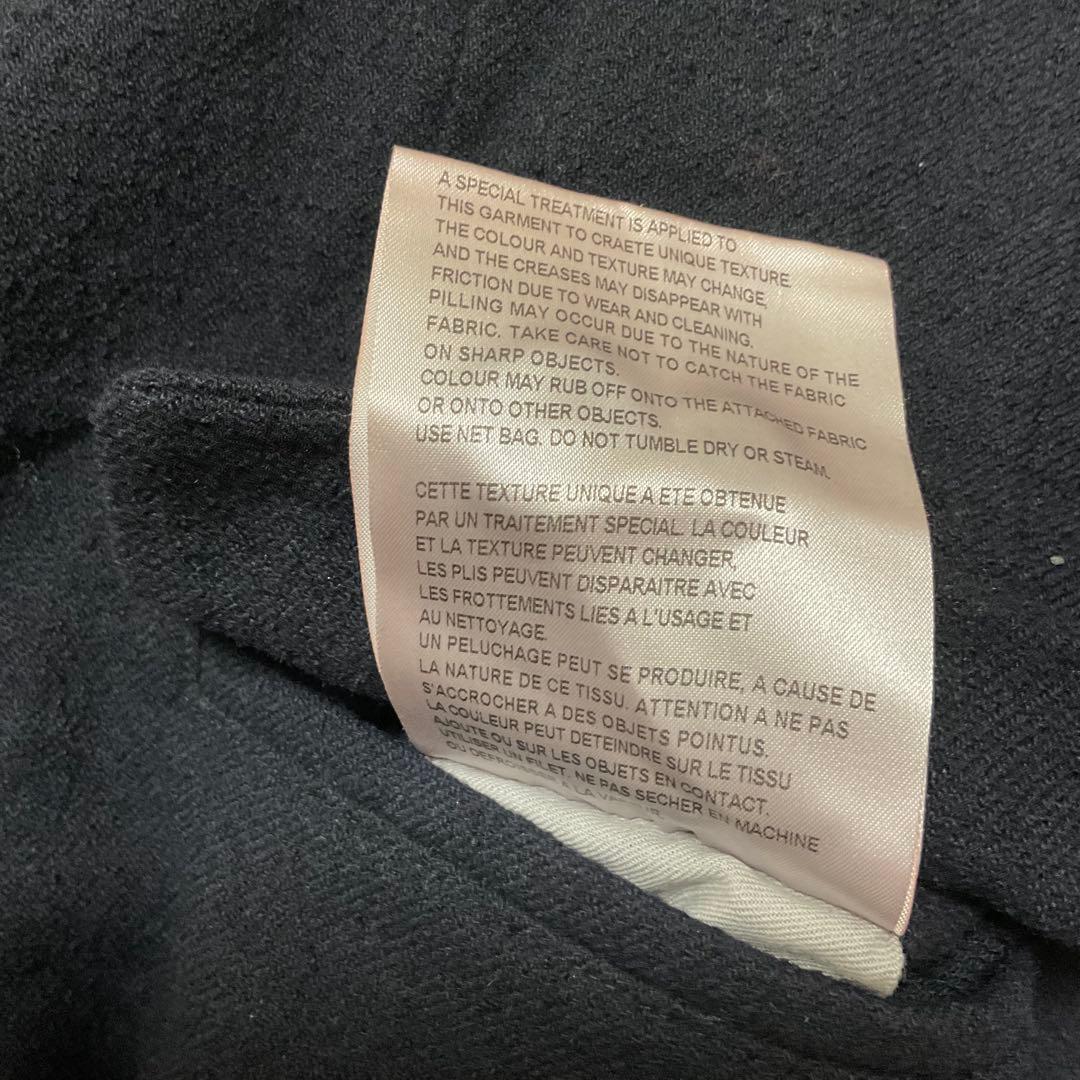 A SPECIAL TREATMENT IS APPLIED TO
THIS GARMENT TO CRAETE UNIQUE TEXTURE.
THE COLOUR AND TEXTURE MAY CHANGE,
AND THE CREASES MAY DISAPPEAR WITH
FRICTION DUE TO WEAR AND CLEANING.
PILLING MAY OCCUR DUE TO THE NATURE OF THE
FABRIC. TAKE CARE NOT TO CATCH THE FABRIC
ON SHARP OBJECTS.
COLOUR MAY RUB OFF ONTO THE ATTACHED FABRIC
OR ONTO OTHER OBJECTS.
USE NET BAG. DO NOT TUMBLE DRY OR STEAM.
CETTE TEXTURE UNIQUE A ETE OBTENUE
PAR UN TRAITEMENT SPECIAL. LA COULEUR
ET LA TEXTURE PEUVENT CHANGER,
LES PLIS PEUVENT DISPARAITRE AVEC
LES FROTTEMENTS LIES A L'USAGE ET
AU NETTOYAGE.
UN PELUCHAGE PEUT SE PRODUIRE, A CAUSE DE
LA NATURE DE CE TISSU. ATTENTION A NE PAS
S'ACCROCHER A DES OBJETS POINTUS.
LA COULEUR PEUT DETEINDRE SUR LE TISSU
AJOUTE OU SUR LES OBJETS EN CONTACT.
UTILISER UN FILET. NE PAS SECHER EN MACHINE
OU A LA